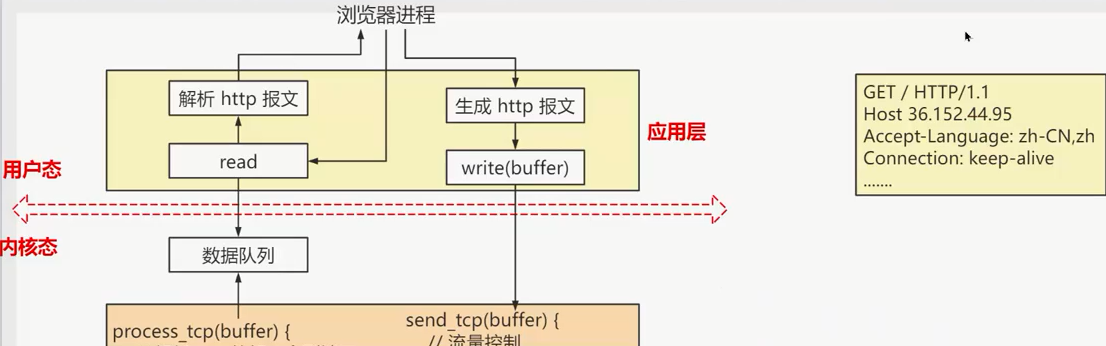 浏览器进程
解析 http 报文
生成 http 报文
read
write(buffer)
应用层
用户态
内核态
数据队列
process_tcp(buffer) {
send_tcp(buffer) {
// 流量控制
GET / HTTP/1.1
Host 36.152.44.95
Accept-Language: zh-CN,zh
Connection: keep-alive
.......